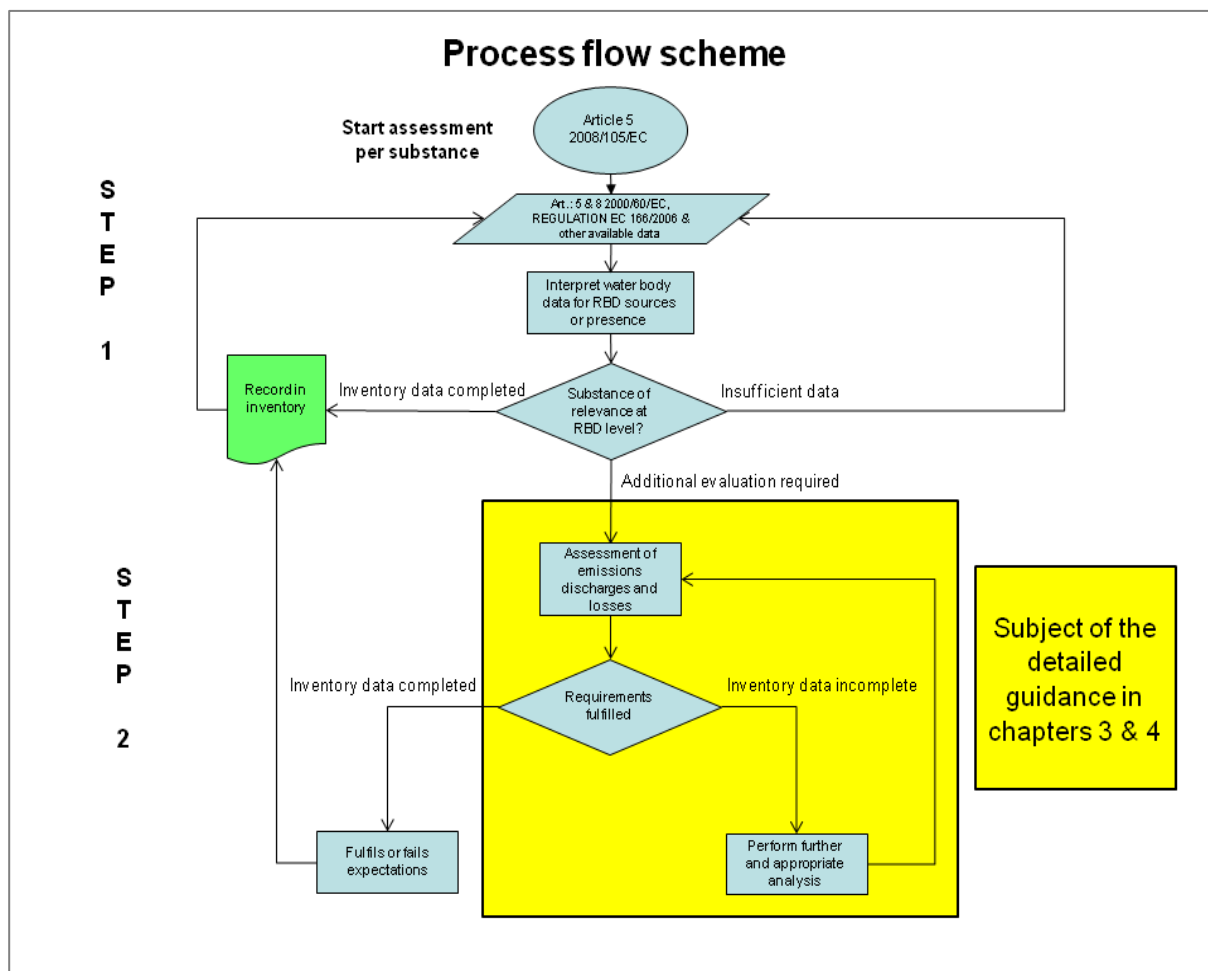 Process flow scheme
Start assessment
per substance
Article 5
2008/105/EC
S
T
E
P
1
Art.: 5 & 8 2000/60/EC,
REGULATION EC 166/2006 &
other available data
Interpret water body
data for RBD sources
or presence
Record in
inventory
Inventory data completed
Substance of
relevance at
RBD level?
Insufficient data
Additional evaluation required
S
T
E
P
2
Assessment of
emissions
discharges and
losses
Subject of the
detailed
guidance in
chapters 3 & 4
Inventory data completed
Requirements
fulfilled
Inventory data incomplete
Fulfils or fails
expectations
Perform further
and appropriate
analysis